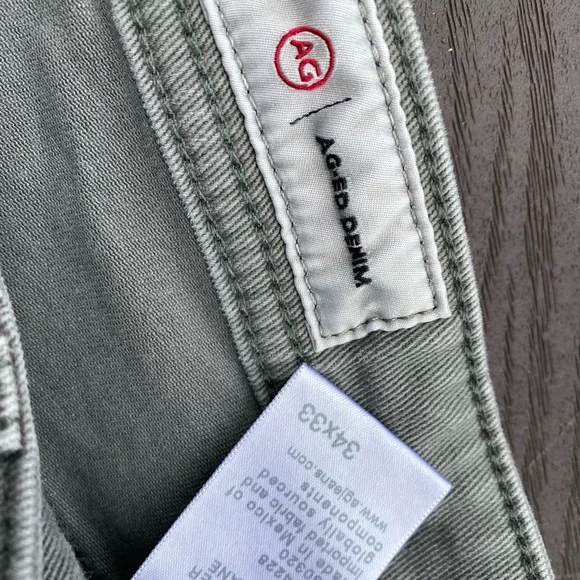 AG
AG-ED DENIM
34x33
www.agjeans.com
components
globally sourced
imported fabric and
made in Mexico of